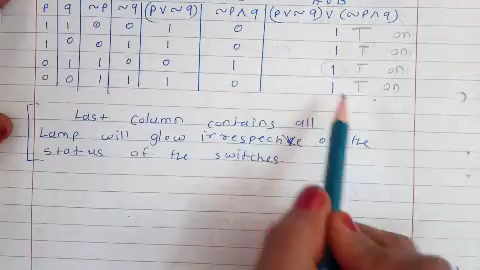 A∨B
p q ~p ~q (p∨~q) ~p∧q (p∨~q)∨(~p∧q)
1 1 0 0 1 0 1 T on
1 0 0 1 1 0 1 T on
0 1 1 0 0 1 1 T on
0 0 1 1 1 0 1 T on
Last column contains all
Lamp will glow irrespective of the
status of the switches.